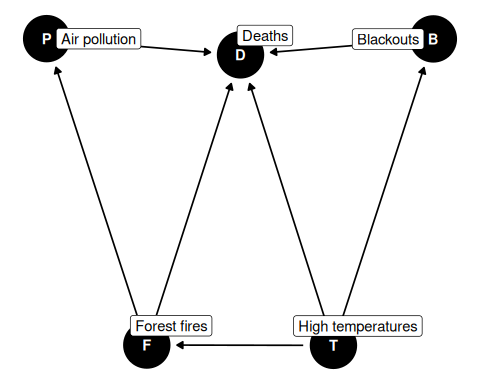 P Air pollution
Deaths
D
Blackouts B
Forest fires
F
High temperatures
T